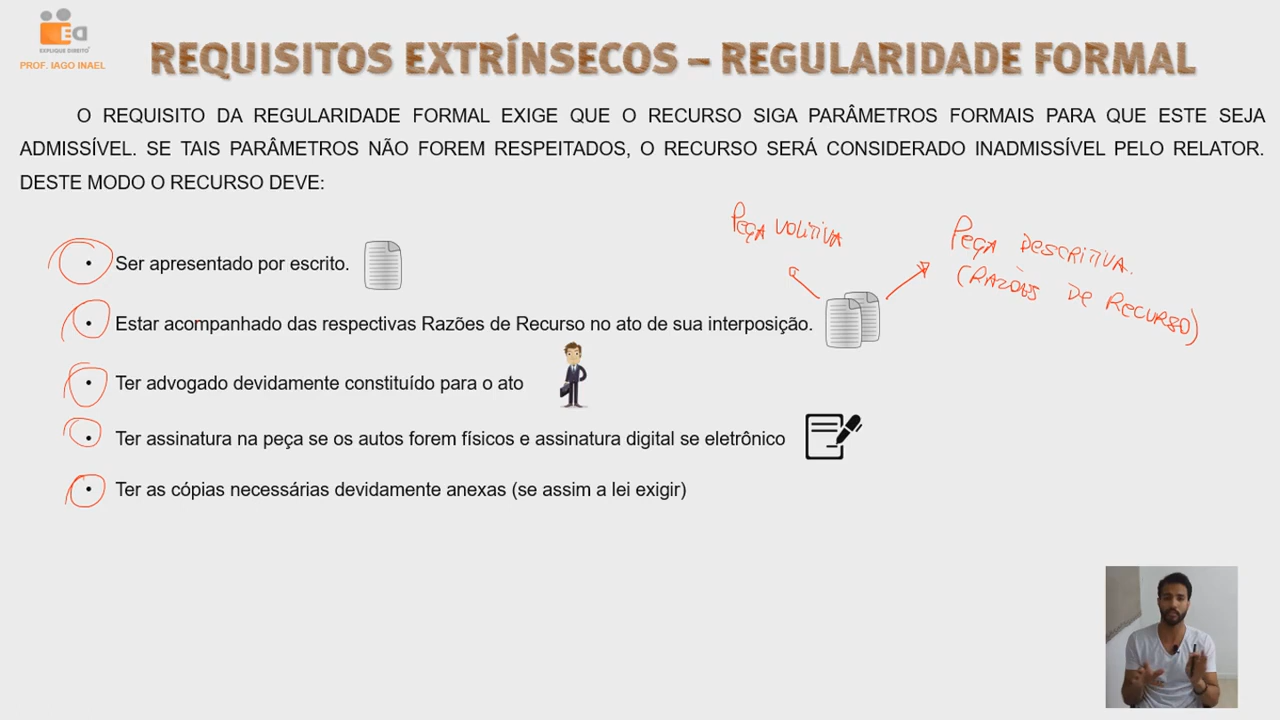 ED
EXPLIQUE DIREITO
PROF. IAGO INAEL
REQUISITOS EXTRÍNSECOS – REGULARIDADE FORMAL
O REQUISITO DA REGULARIDADE FORMAL EXIGE QUE O RECURSO SIGA PARÂMETROS FORMAIS PARA QUE ESTE SEJA
ADMISSÍVEL. SE TAIS PARÂMETROS NÃO FOREM RESPEITADOS, O RECURSO SERÁ CONSIDERADO INADMISSÍVEL PELO RELATOR.
DESTE MODO O RECURSO DEVE:
PEÇA VOLITIVA
PEÇA DESCRITIVA.
(RAZÕES DE RECURSO)
• Ser apresentado por escrito.
• Estar acompanhado das respectivas Razões de Recurso no ato de sua interposição.
• Ter advogado devidamente constituído para o ato
• Ter assinatura na peça se os autos forem físicos e assinatura digital se eletrônico
• Ter as cópias necessárias devidamente anexas (se assim a lei exigir)